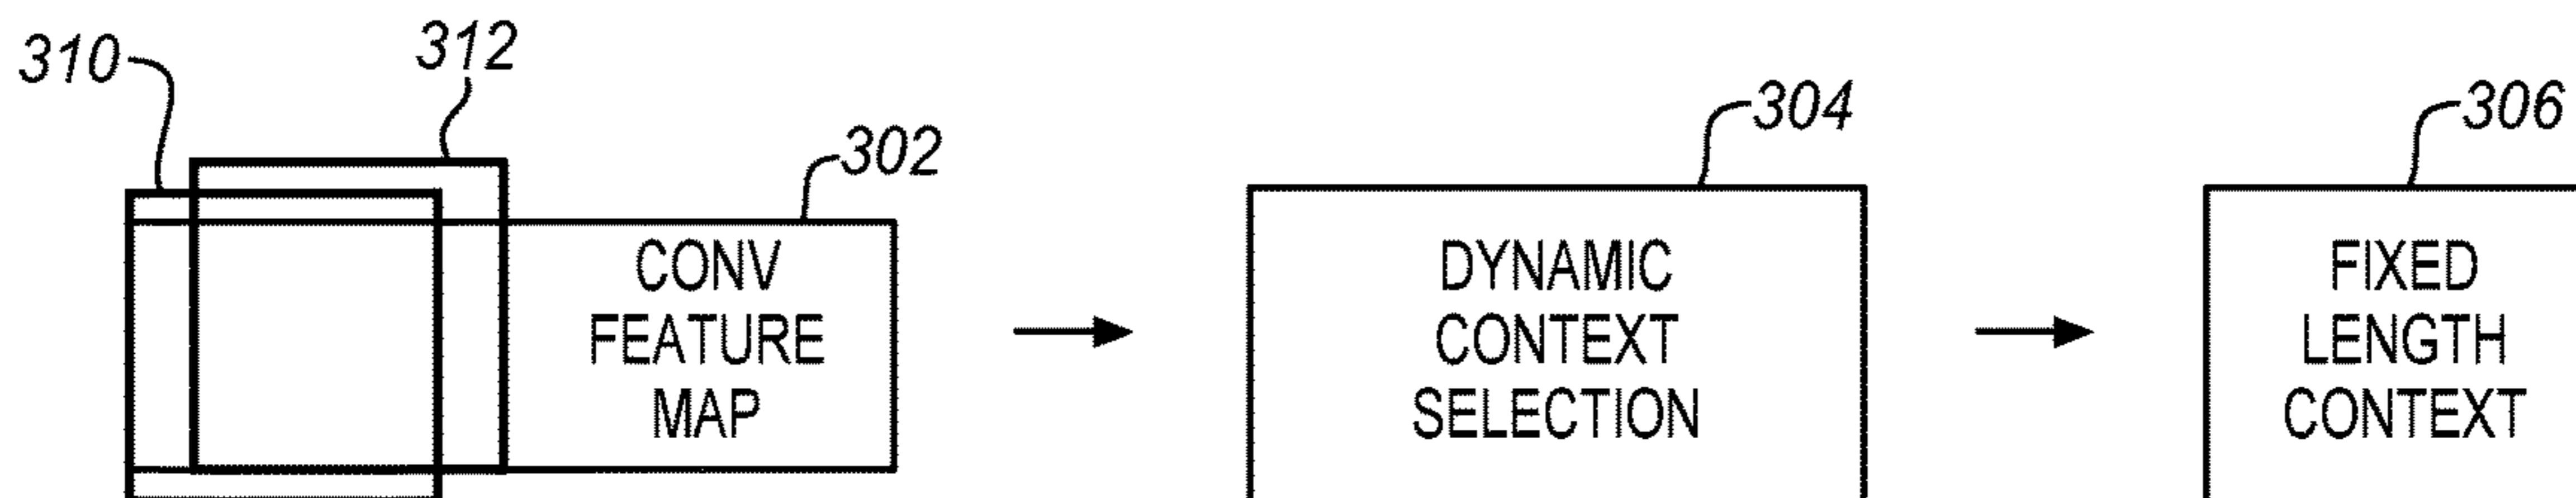 310
312
302
304
306
CONV
FEATURE
MAP
DYNAMIC
CONTEXT
SELECTION
FIXED
LENGTH
CONTEXT